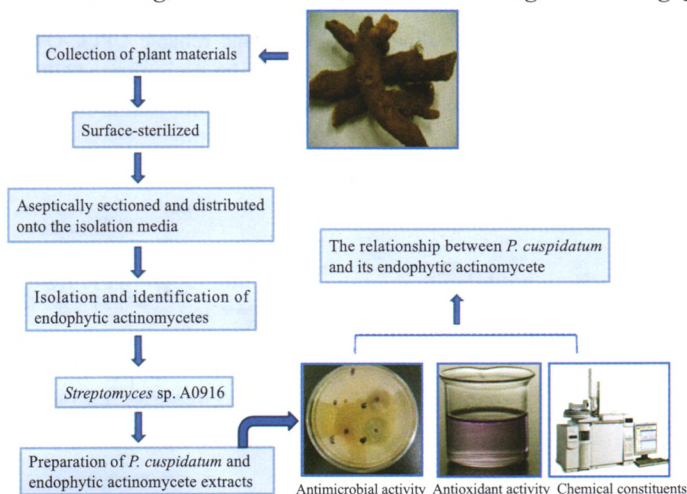 Collection of plant materials
Surface-sterilized
Aseptically sectioned and distributed
onto the isolation media
Isolation and identification of
endophytic actinomycetes
Streptomyces sp. A0916
Preparation of P. cuspidatum and
endophytic actinomycete extracts
The relationship between P. cuspidatum
and its endophytic actinomycete
Antimicrobial activity Antioxidant activity Chemical constituents